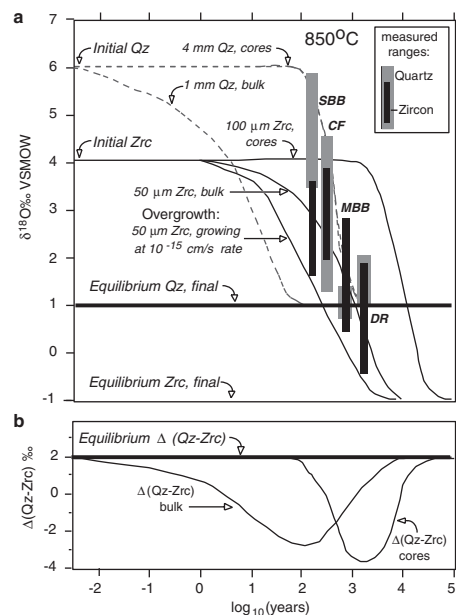 a
850°C
Initial Qz
4 mm Qz, cores
1 mm Qz, bulk
measured
ranges:
Quartz
Zircon
SBB
CF
100 µm Zrc,
cores
Initial Zrc
50 µm Zrc, bulk
Overgrowth:
50 µm Zrc, growing
at 10 -15 cm/s rate
MBB
Equilibrium Qz, final
DR
Equilibrium Zrc, final
δ18O‰ VSMOW
7
6
5
4
3
2
1
0
-1
b
Equilibrium Δ (Qz-Zrc)
Δ(Qz-Zrc)
bulk
Δ(Qz-Zrc)
cores
Δ(Qz-Zrc) ‰
2
0
-2
-4
-2 -1 0 1 2 3 4 5
log10(years)